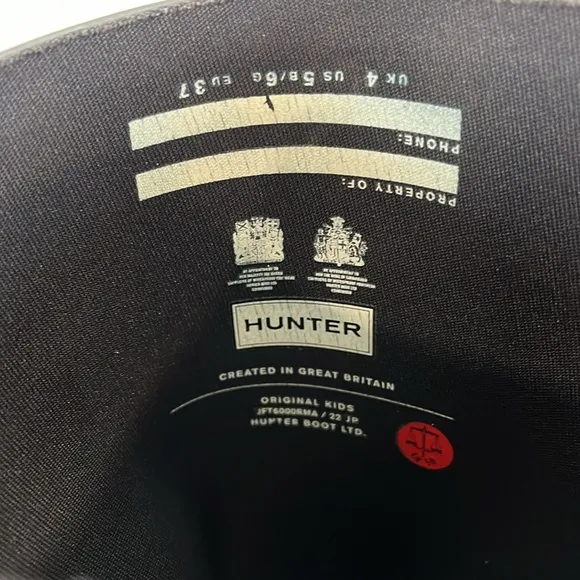 UK 4 US 5B/6G EU 37
PHONE:
PROPERTY OF:
HUNTER
CREATED IN GREAT BRITAIN
ORIGINAL KIDS
JFT6000RMA / 22 JP
HUNTER BOOT LTD.